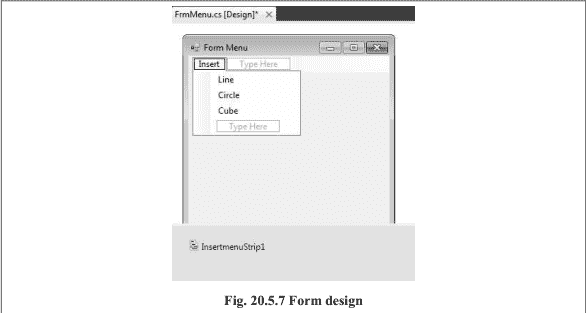 FrmMenu.cs [Design]*
Form Menu
Insert Type Here
Line
Circle
Cube
Type Here
InsertmenuStrip1
Fig. 20.5.7 Form design